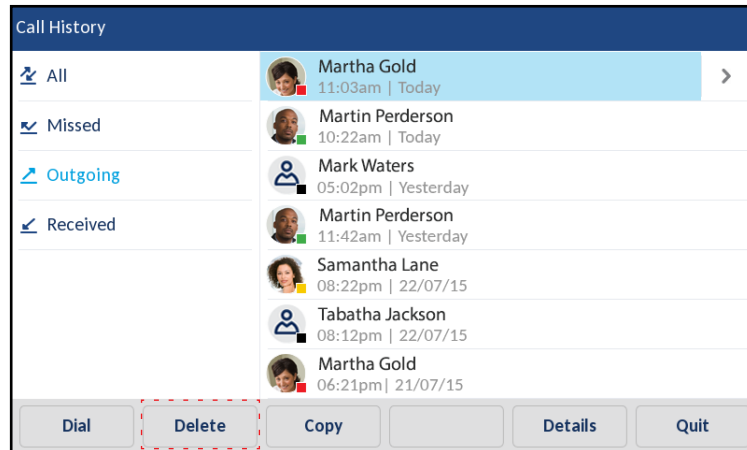 Call History
All
Missed
Outgoing
Received
Martha Gold
11:03am | Today
Martin Perderson
10:22am | Today
Mark Waters
05:02pm | Yesterday
Martin Perderson
11:42am | Yesterday
Samantha Lane
08:22pm | 22/07/15
Tabatha Jackson
08:12pm | 22/07/15
Martha Gold
06:21pm| 21/07/15
Dial
Delete
Copy
Details
Quit